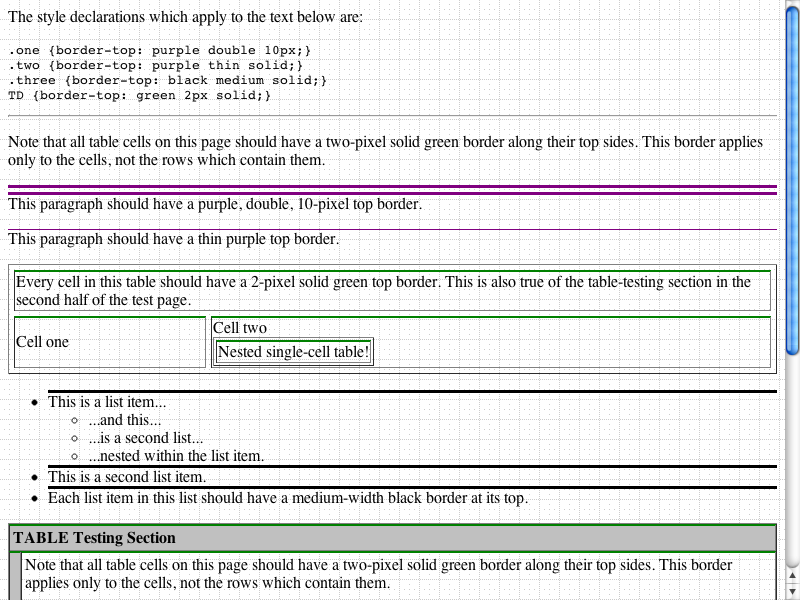 The style declarations which apply to the text below are:
.one {border-top: purple double 10px;}
.two {border-top: purple thin solid;}
.three {border-top: black medium solid;}
TD {border-top: green 2px solid;}
Note that all table cells on this page should have a two-pixel solid green border along their top sides. This border applies
only to the cells, not the rows which contain them.
This paragraph should have a purple, double, 10-pixel top border.
This paragraph should have a thin purple top border.
Every cell in this table should have a 2-pixel solid green top border. This is also true of the table-testing section in the
second half of the test page.
Cell one
Cell two
Nested single-cell table!
This is a list item...
...and this...
...is a second list...
...nested within the list item.
This is a second list item.
Each list item in this list should have a medium-width black border at its top.
TABLE Testing Section
Note that all table cells on this page should have a two-pixel solid green border along their top sides. This border
applies only to the cells, not the rows which contain them.